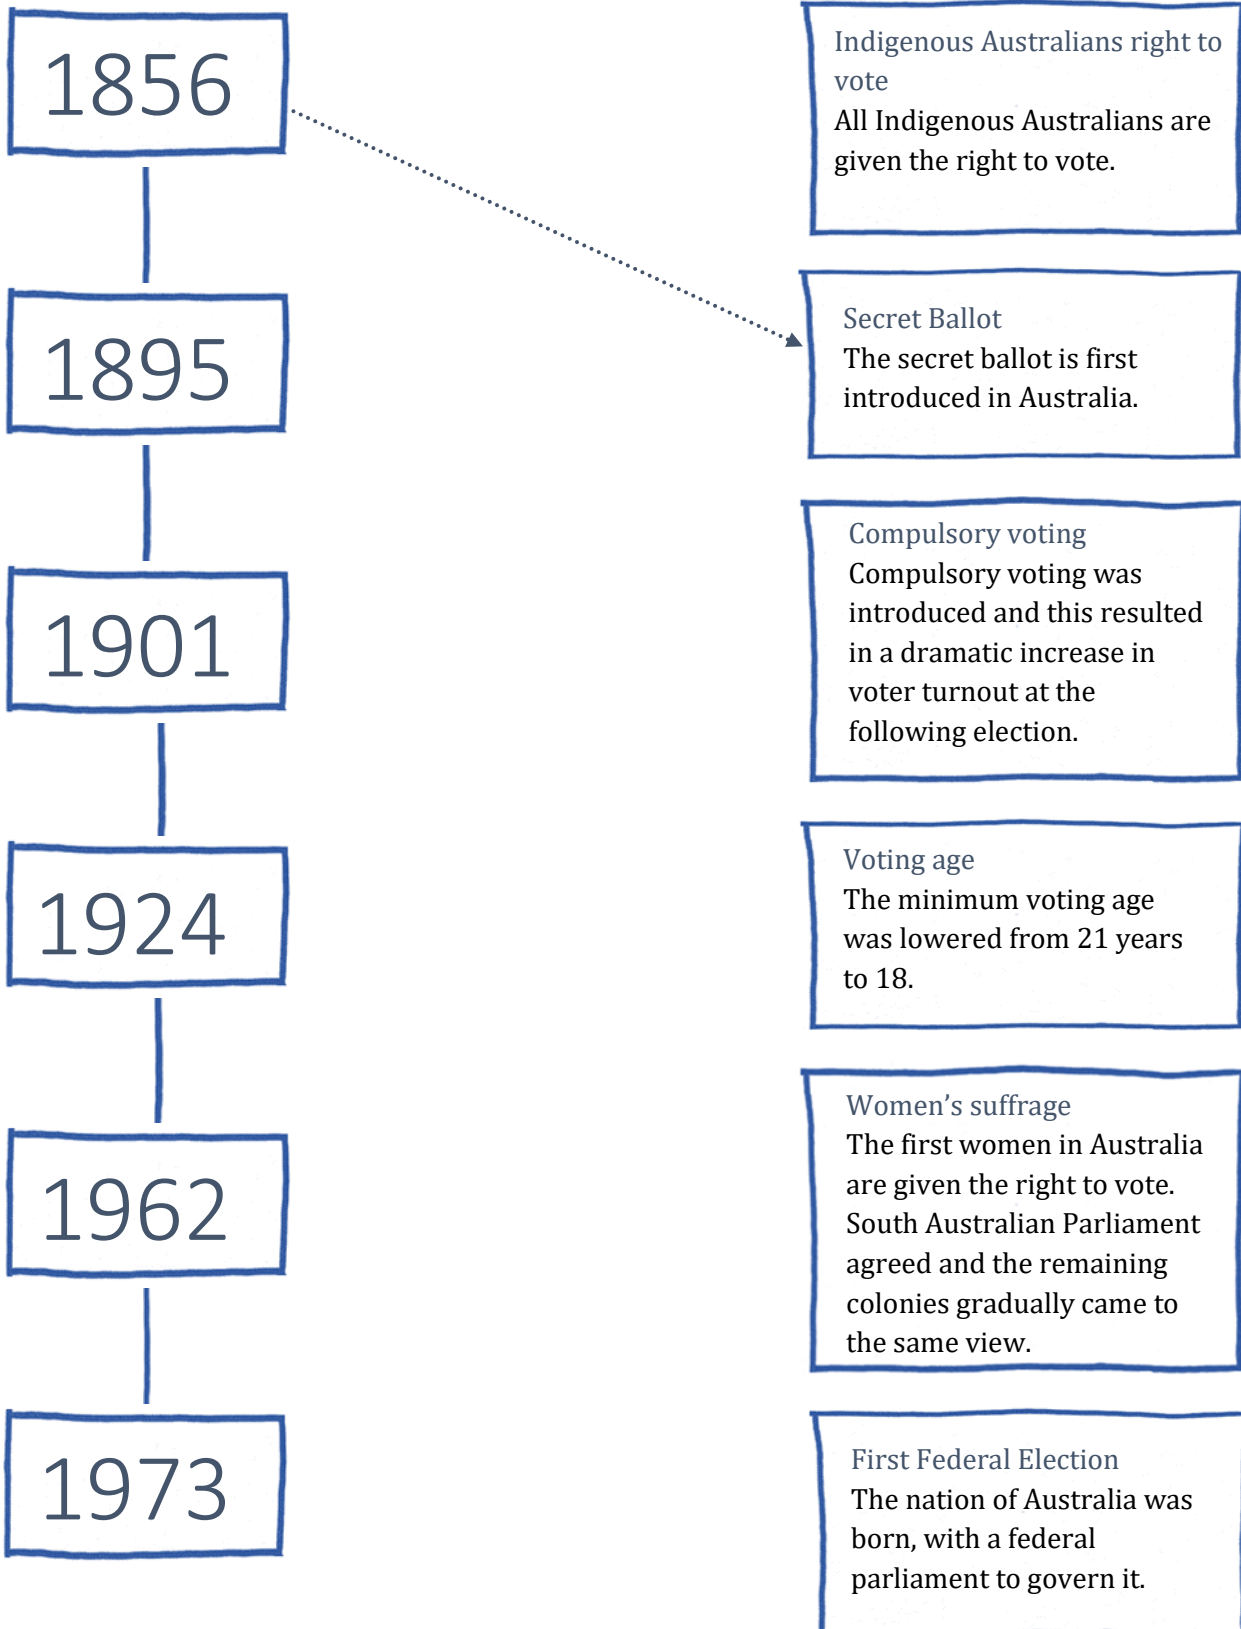 1856
1895
1901
1924
1962
1973
Indigenous Australians right to
vote
All Indigenous Australians are
given the right to vote.
Secret Ballot
The secret ballot is first
introduced in Australia.
Compulsory voting
Compulsory voting was
introduced and this resulted
in a dramatic increase in
voter turnout at the
following election.
Voting age
The minimum voting age
was lowered from 21 years
to 18.
Women’s suffrage
The first women in Australia
are given the right to vote.
South Australian Parliament
agreed and the remaining
colonies gradually came to
the same view.
First Federal Election
The nation of Australia was
born, with a federal
parliament to govern it.